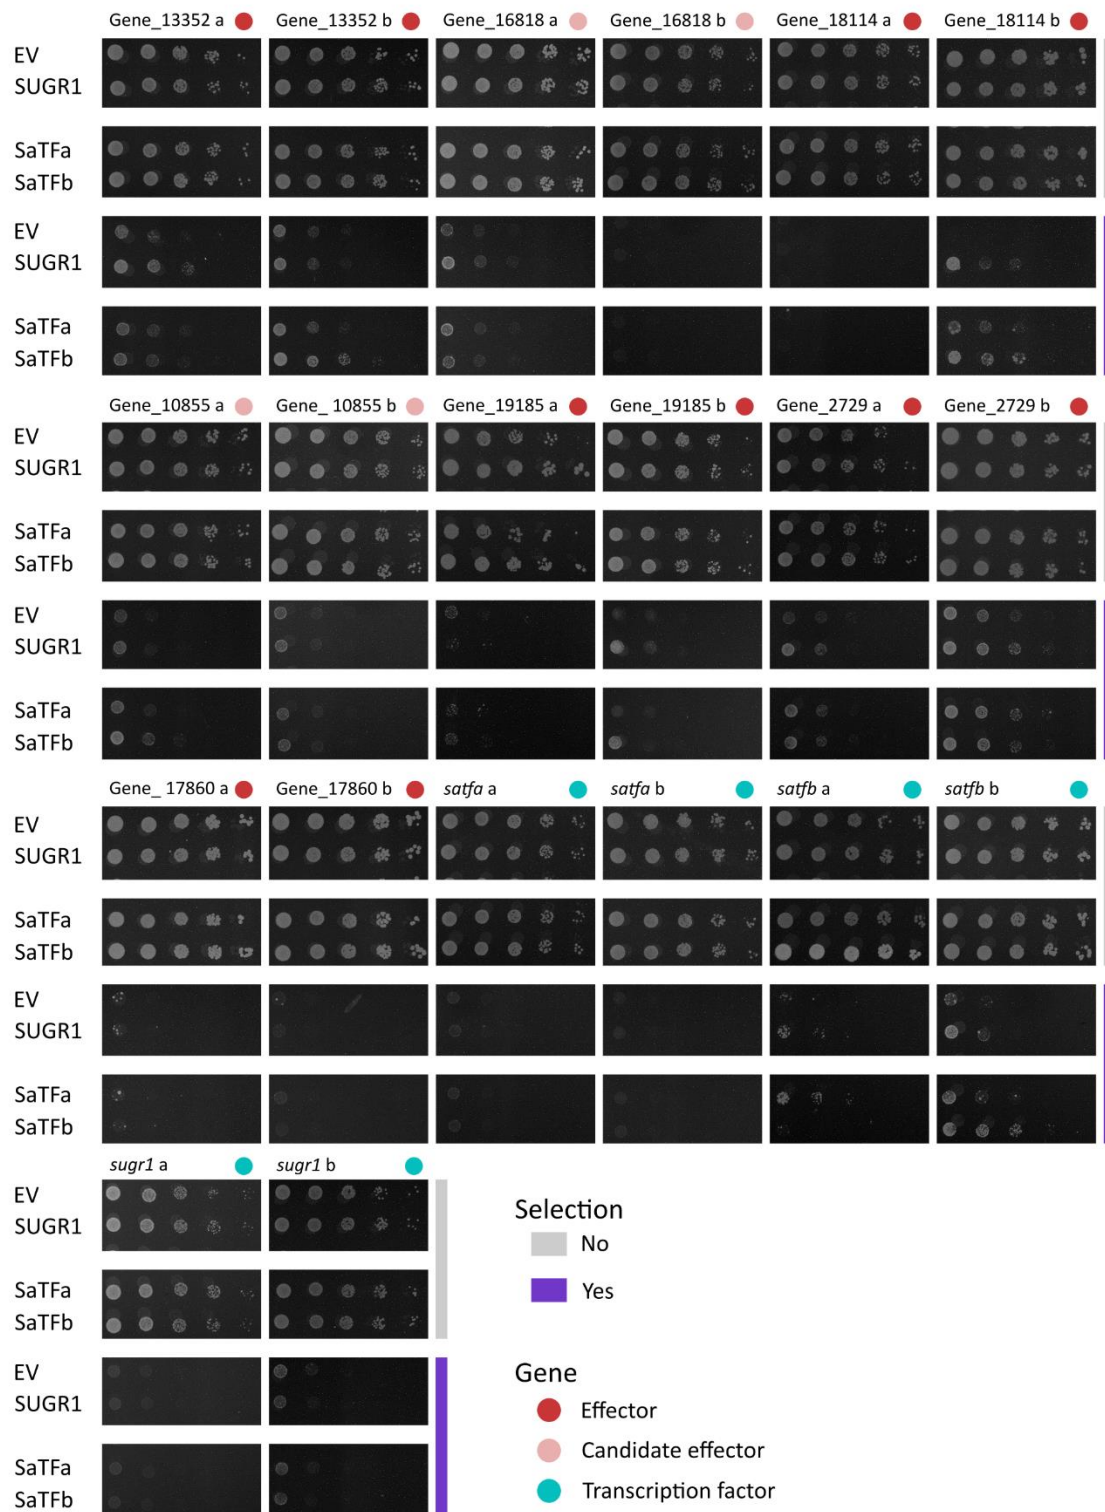 Gene_13352 a Gene_13352 b Gene_16818 a Gene_16818 b Gene_18114 a Gene_18114 b
EV
SUGR1
SaTFa
SaTFb
EV
SUGR1
SaTFa
SaTFb
Gene_10855 a Gene_ 10855 b Gene_19185 a Gene_19185 b Gene_2729 a Gene_2729 b
EV
SUGR1
SaTFa
SaTFb
EV
SUGR1
SaTFa
SaTFb
Gene_ 17860 a Gene_17860 b satfa a satfa b satfb a satfb b
EV
SUGR1
SaTFa
SaTFb
EV
SUGR1
SaTFa
SaTFb
sugr1 a sugr1 b
EV
SUGR1
SaTFa
SaTFb
EV
SUGR1
SaTFa
SaTFb
Selection
No
Yes
Gene
Effector
Candidate effector
Transcription factor